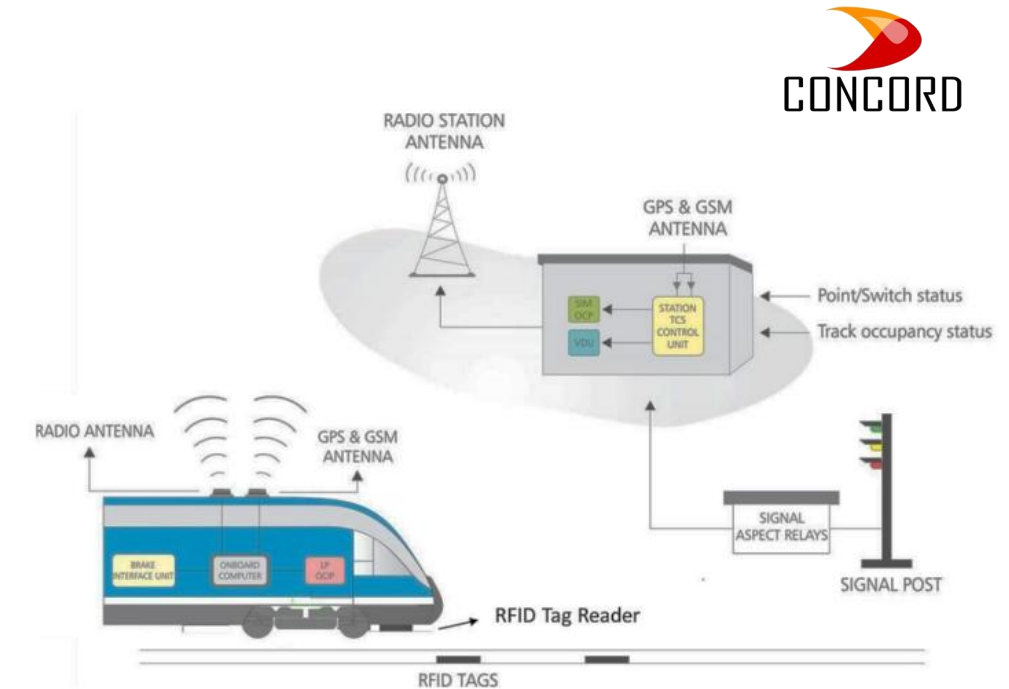 CONCORD
RADIO STATION
ANTENNA
GPS & GSM
ANTENNA
Point/Switch status
Track occupancy status
SIM
OCP
VDU
STATION
TCS
CONTROL
UNIT
RADIO ANTENNA
GPS & GSM
ANTENNA
SIGNAL
ASPECT RELAYS
SIGNAL POST
BRAKE
INTERFACE UNIT
ONBOARD
COMPUTER
LP
OCIP
RFID Tag Reader
RFID TAGS